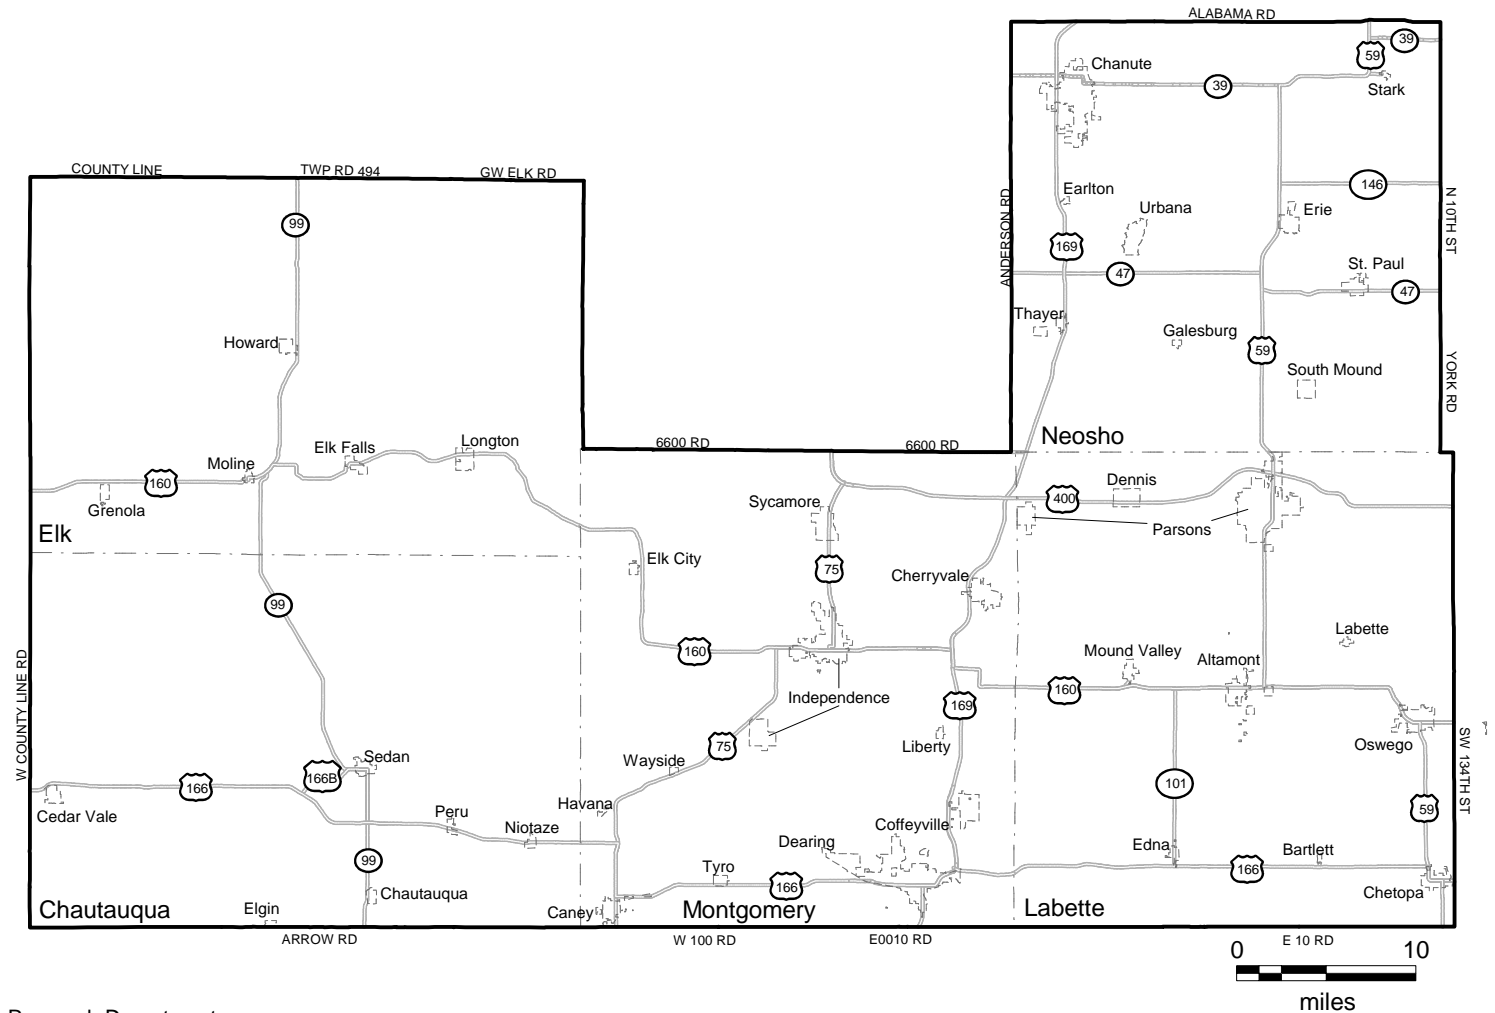 ALABAMA RD
39
59
Chanute
39
Stark
COUNTY LINE
TWP RD 494
GW ELK RD
146
Earlton
Urbana
Erie
ANDERSON RD
N 10TH ST
99
169
47
St. Paul
47
Thayer
Galesburg
59
Howard
South Mound
YORK RD
Neosho
6600 RD
6600 RD
Elk Falls
Longton
Moline
160
Grenola
Sycamore
400
Dennis
Parsons
Elk
Elk City
75
Cherryvale
99
Labette
160
Mound Valley
Altamont
160
W COUNTY LINE RD
Independence
169
Oswego
Liberty
75
SW 134TH ST
Sedan
Wayside
166B
166
101
Havana
59
Cedar Vale
Peru
Niotaze
Coffeyville
Dearing
Edna
Bartlett
99
Tyro
166
166
Chautauqua
Chetopa
Elgin
Caney
Chautauqua
Montgomery
Labette
ARROW RD
W 100 RD
E0010 RD
E 10 RD
0 10
miles